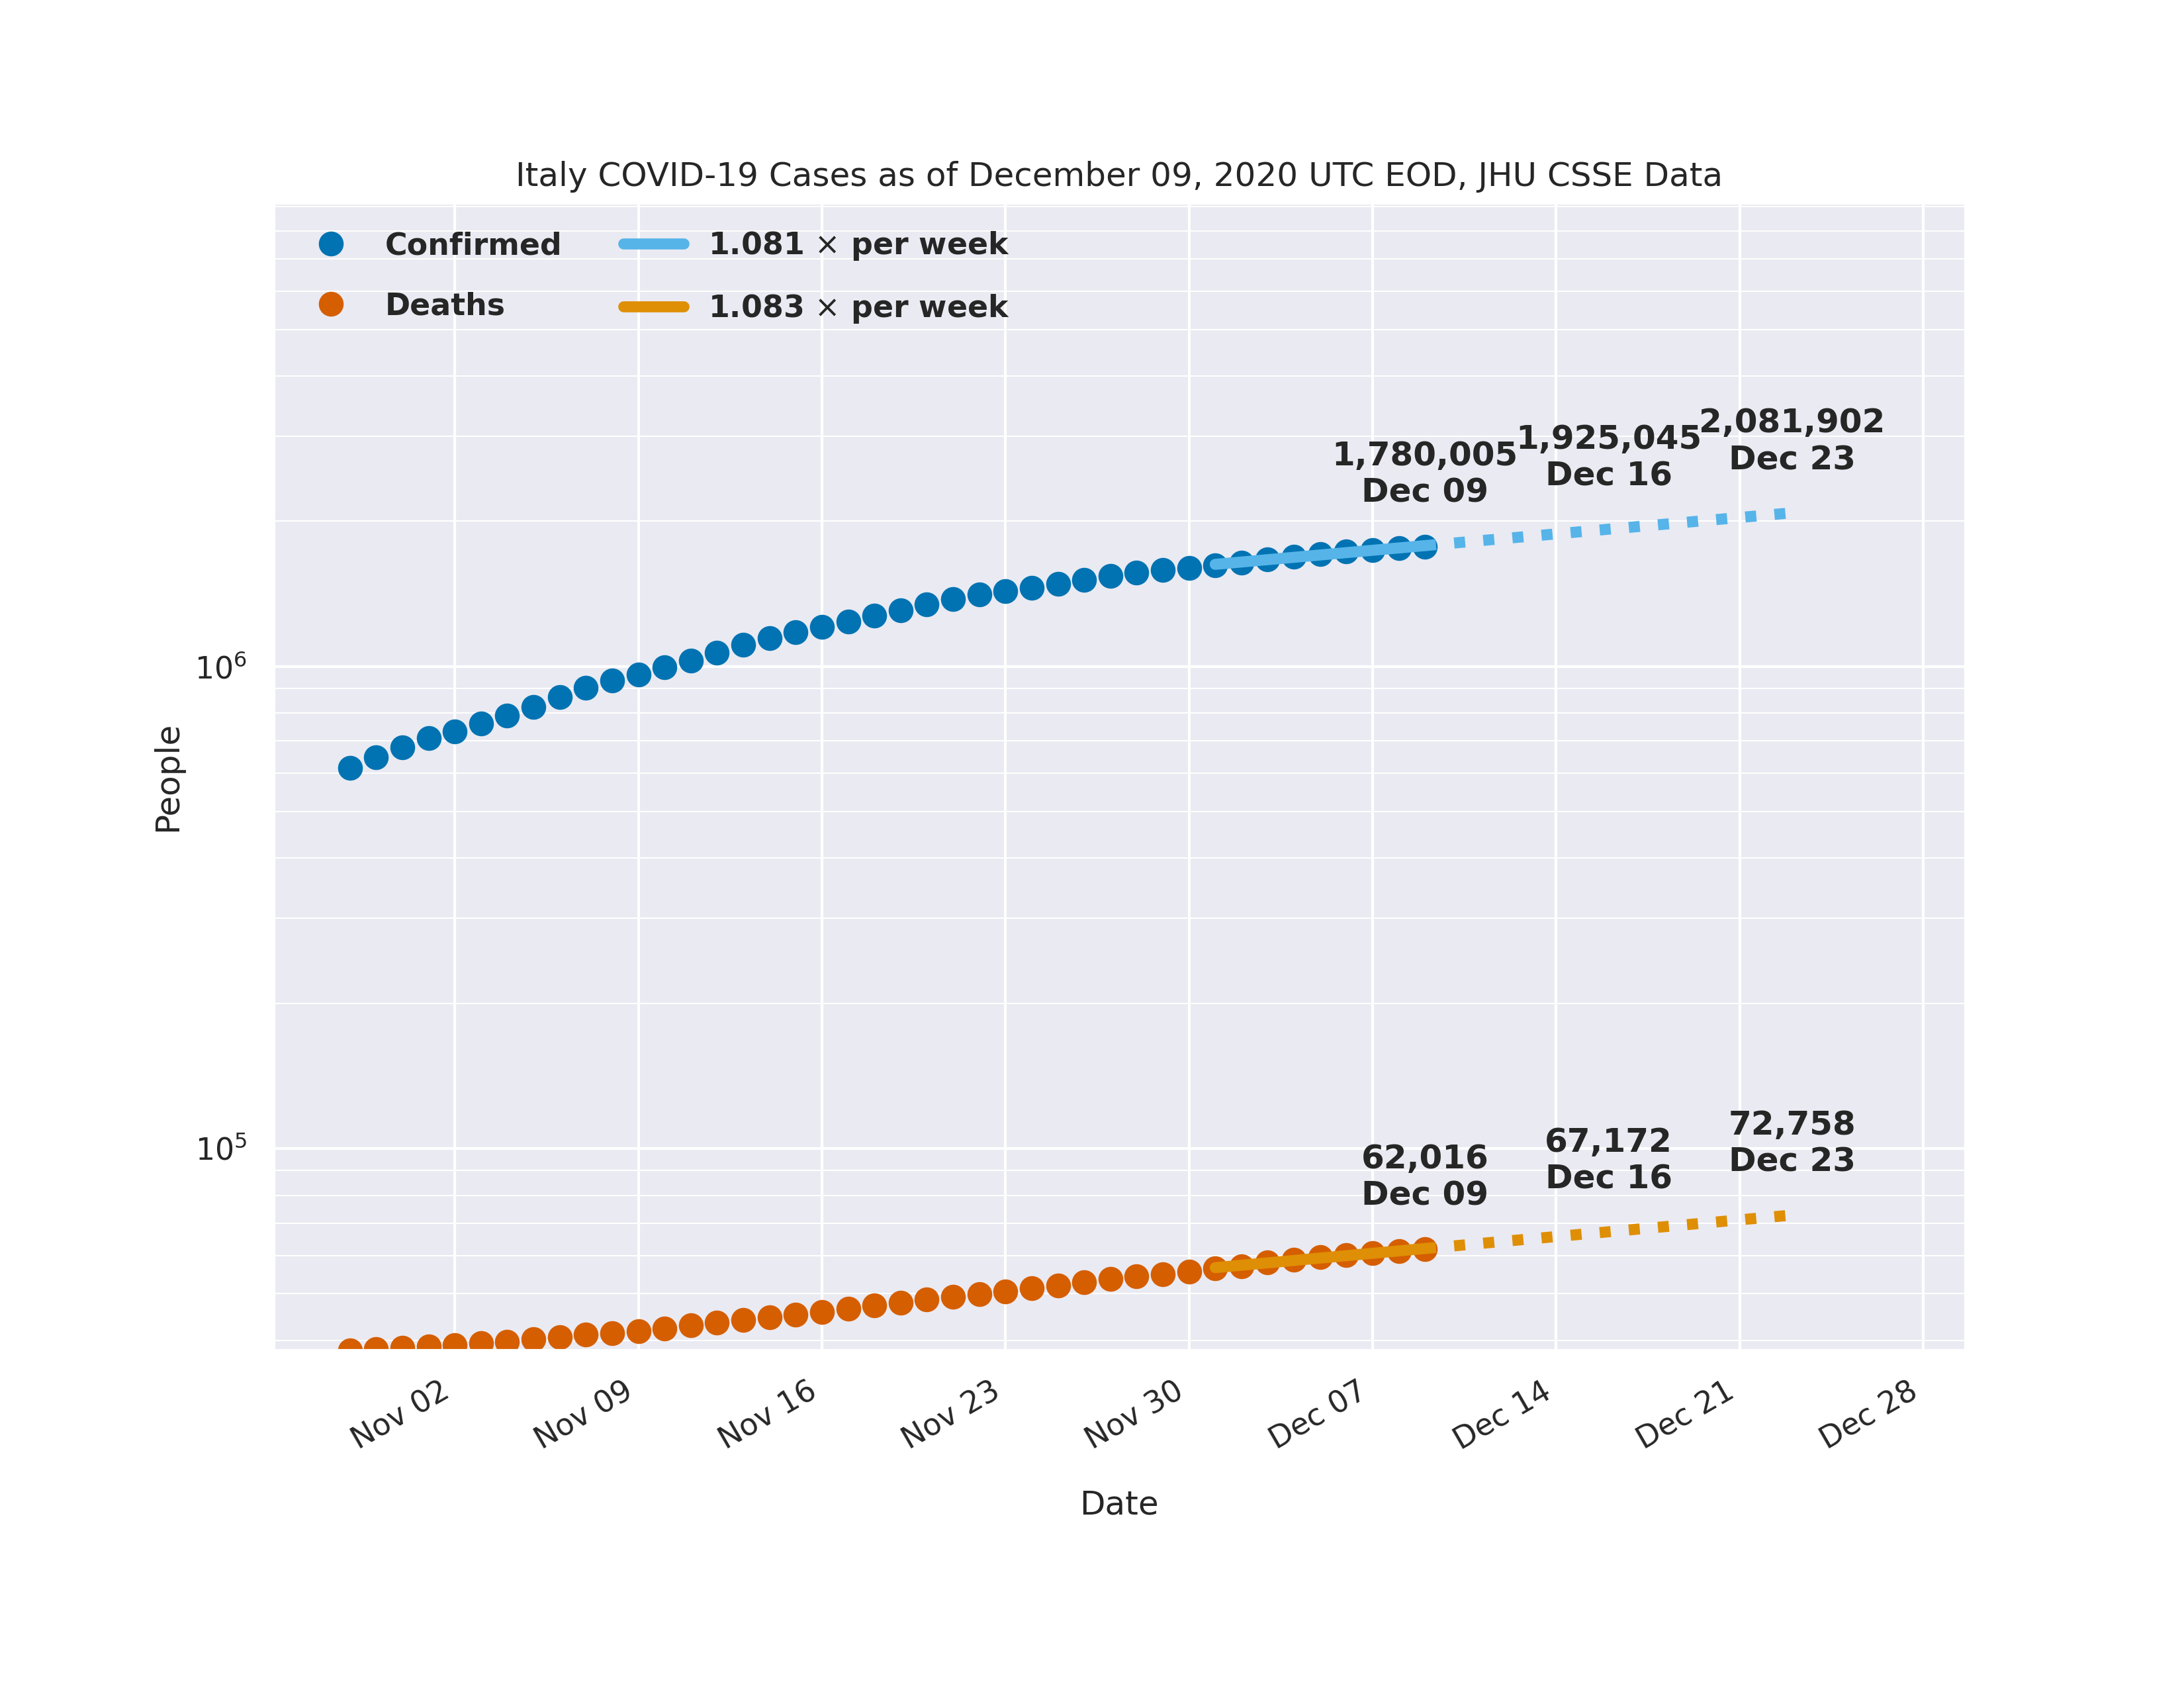 Italy COVID-19 Cases as of December 09, 2020 UTC EOD, JHU CSSE Data
Confirmed
Deaths
1.081 × per week
1.083 × per week
1,780,005
Dec 09
1,925,045
Dec 16
2,081,902
Dec 23
10⁶
People
10⁵
62,016
Dec 09
67,172
Dec 16
72,758
Dec 23
Nov 02
Nov 09
Nov 16
Nov 23
Nov 30
Dec 07
Dec 14
Dec 21
Dec 28
Date